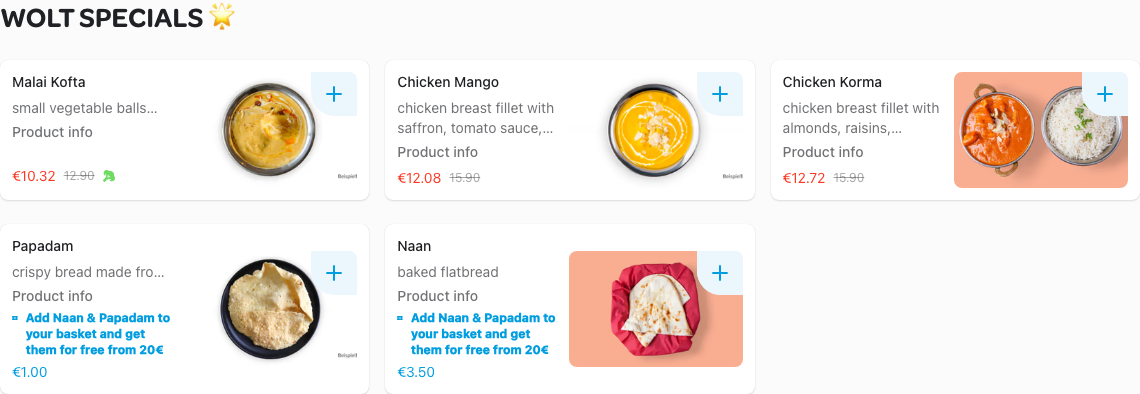 WOLT SPECIALS 🌟
Malai Kofta
small vegetable balls...
Product info
€10.32 12.90
Beispiel!
Chicken Mango
chicken breast fillet with
saffron, tomato sauce,...
Product info
€12.08 15.90
Beispiel!
Chicken Korma
chicken breast fillet with
almonds, raisins,...
Product info
€12.72 15.90
Papadam
crispy bread made fro...
Product info
Add Naan & Papadam to
your basket and get
them for free from 20€
€1.00
Beispiel!
Naan
baked flatbread
Product info
Add Naan & Papadam to
your basket and get
them for free from 20€
€3.50